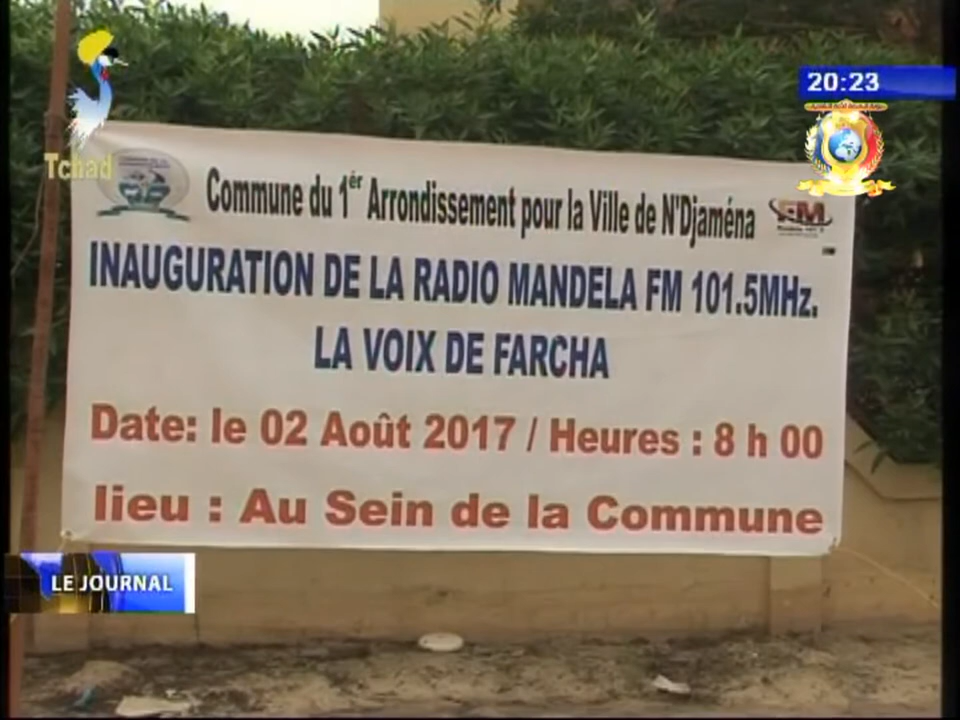 20:23
Tchad
Commune du 1èr Arrondissement pour la Ville de N'Djaména
FM
INAUGURATION DE LA RADIO MANDELA FM 101.5MHz.
LA VOIX DE FARCHA
Date: le 02 Août 2017 / Heures : 8 h 00
lieu : Au Sein de la Commune
LE JOURNAL